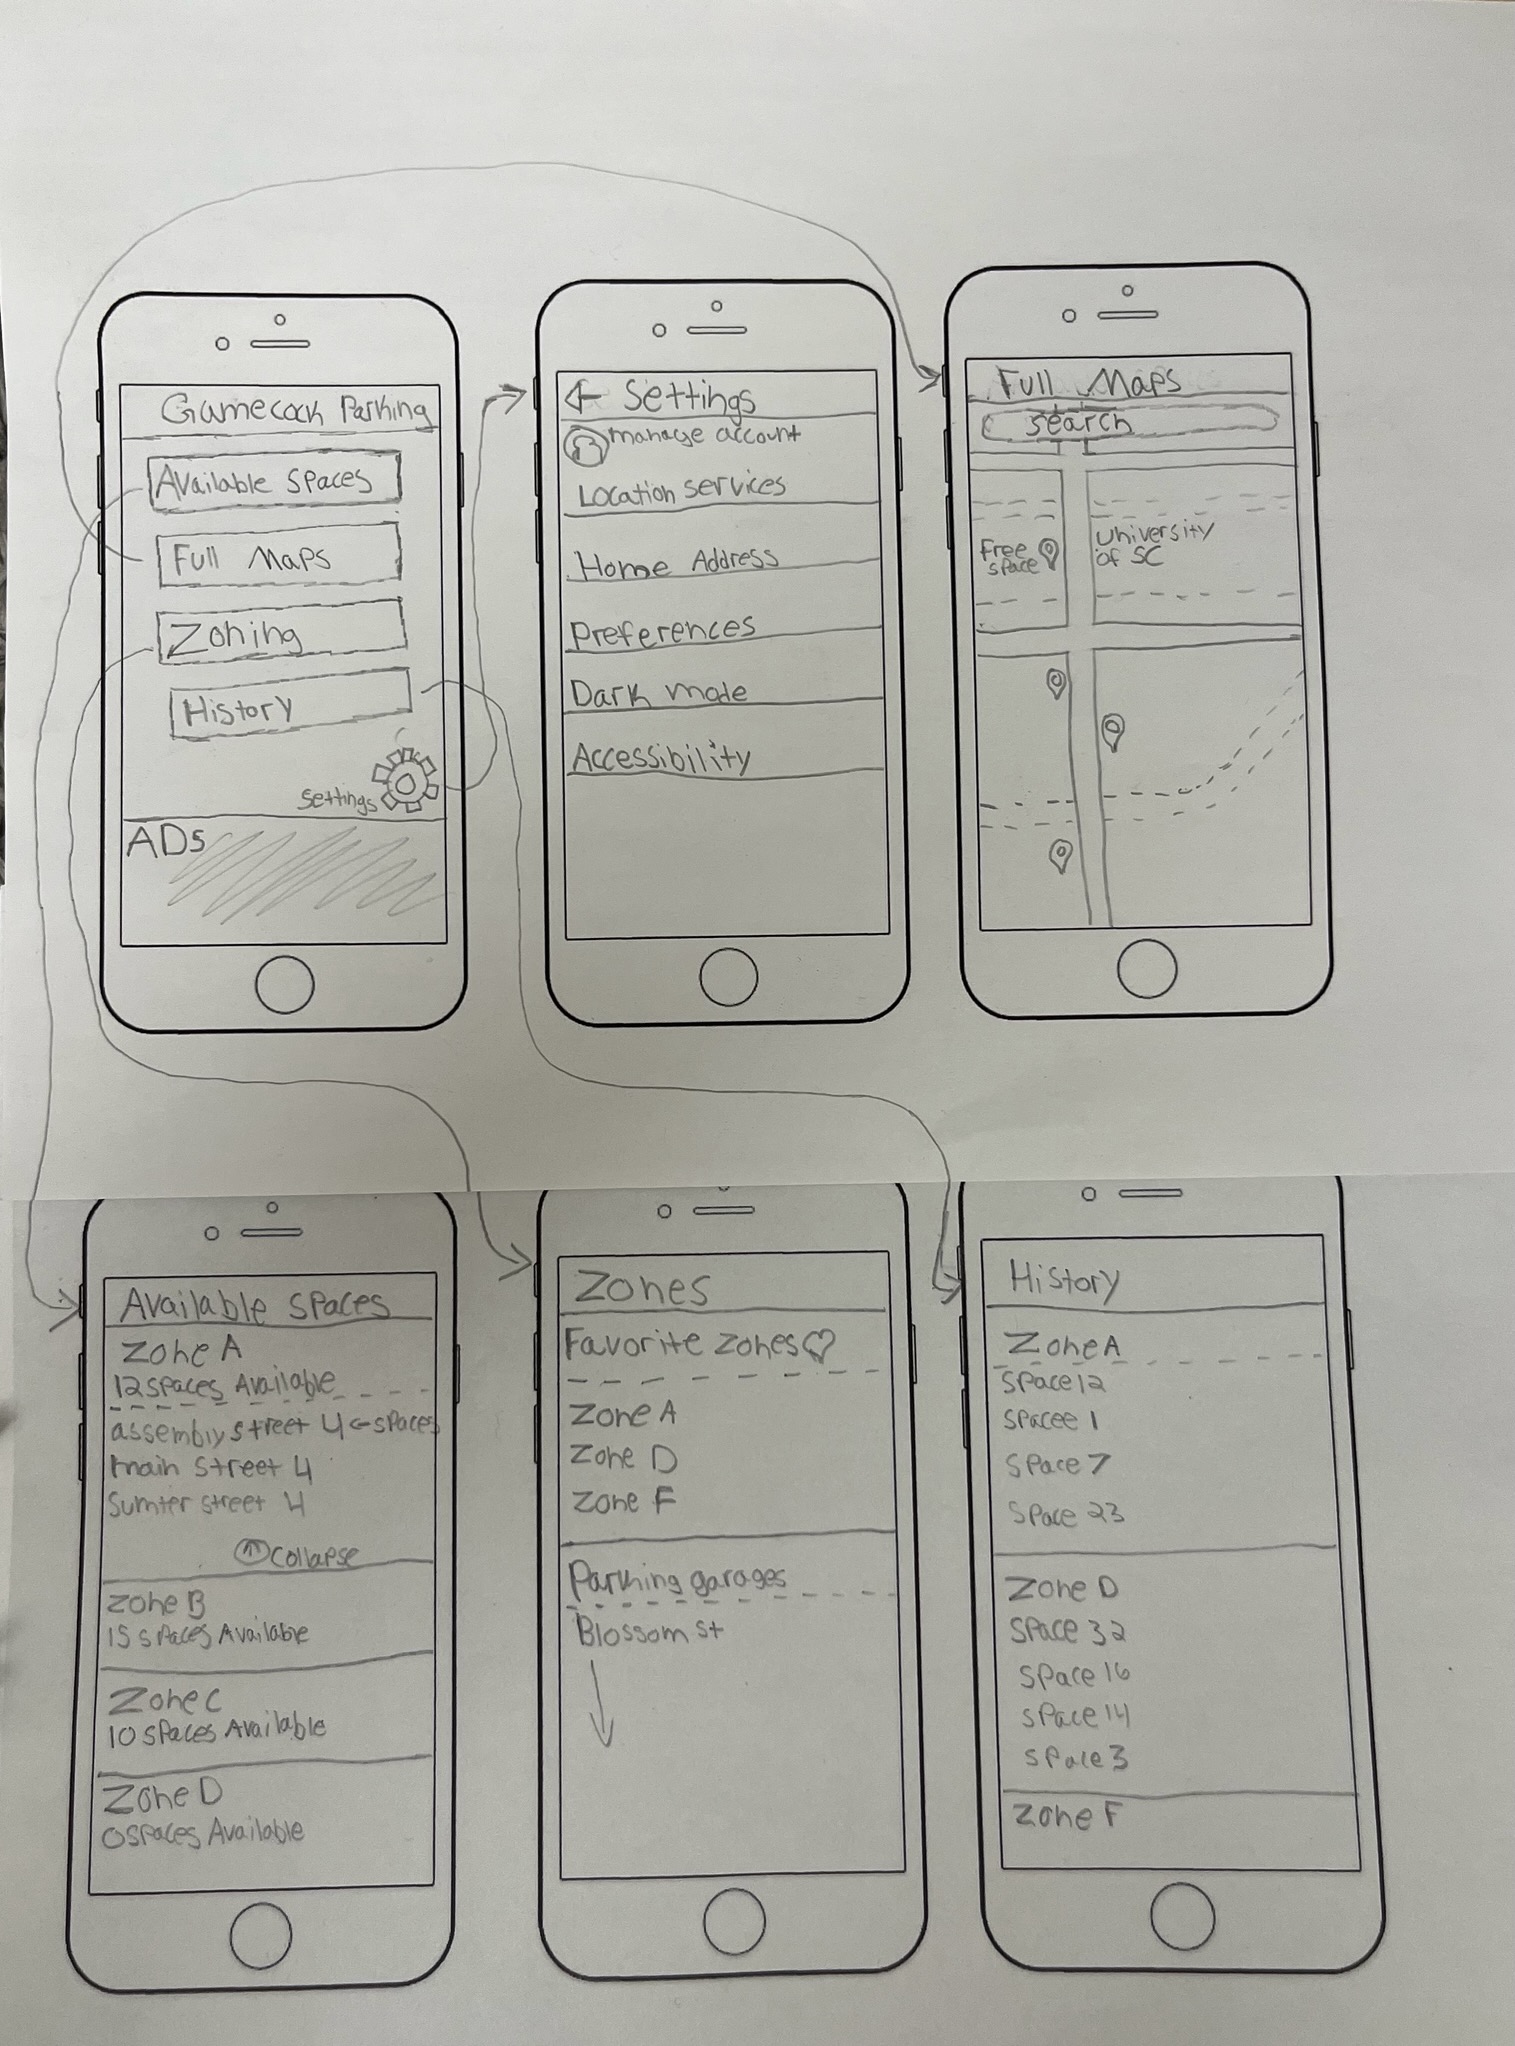 Gamecock Parking
Available Spaces
Full Maps
Zoning
History
Settings
ADs
Settings
manage account
Location services
Home Address
Preferences
Dark mode
Accessibility
Full Maps
search
Free
space
University
of SC
Available spaces
Zone A
12 spaces Available
assembly street 4 ← spaces
main street 4
Sumter street 4
Collapse
Zone B
15 spaces Available
Zone C
10 spaces Available
Zone D
0 spaces Available
Zones
Favorite Zones
Zone A
Zone D
Zone F
Parking garages
Blossom st
History
Zone A
Space 12
spacee 1
space 7
space 23
Zone D
space 32
space 16
space 14
space 3
Zone F